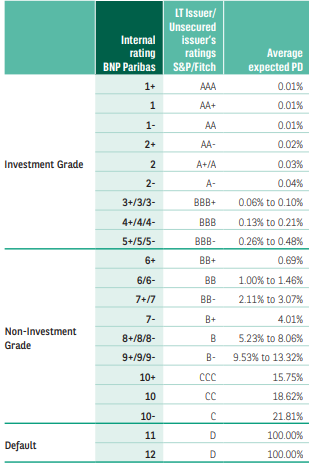 Internal rating BNP Paribas | LT Issuer/ Unsecured issuer's ratings S&P/Fitch | Average expected PD
Investment Grade
1+ AAA 0.01%
1 AA+ 0.01%
1- AA 0.01%
2+ AA- 0.02%
2 A+/A 0.03%
2- A- 0.04%
3+/3/3- BBB+ 0.06% to 0.10%
4+/4/4- BBB 0.13% to 0.21%
5+/5/5- BBB- 0.26% to 0.48%
Non-Investment Grade
6+ BB+ 0.69%
6/6- BB 1.00% to 1.46%
7+/7 BB- 2.11% to 3.07%
7- B+ 4.01%
8+/8/8- B 5.23% to 8.06%
9+/9/9- B- 9.53% to 13.32%
10+ CCC 15.75%
10 CC 18.62%
10- C 21.81%
Default
11 D 100.00%
12 D 100.00%